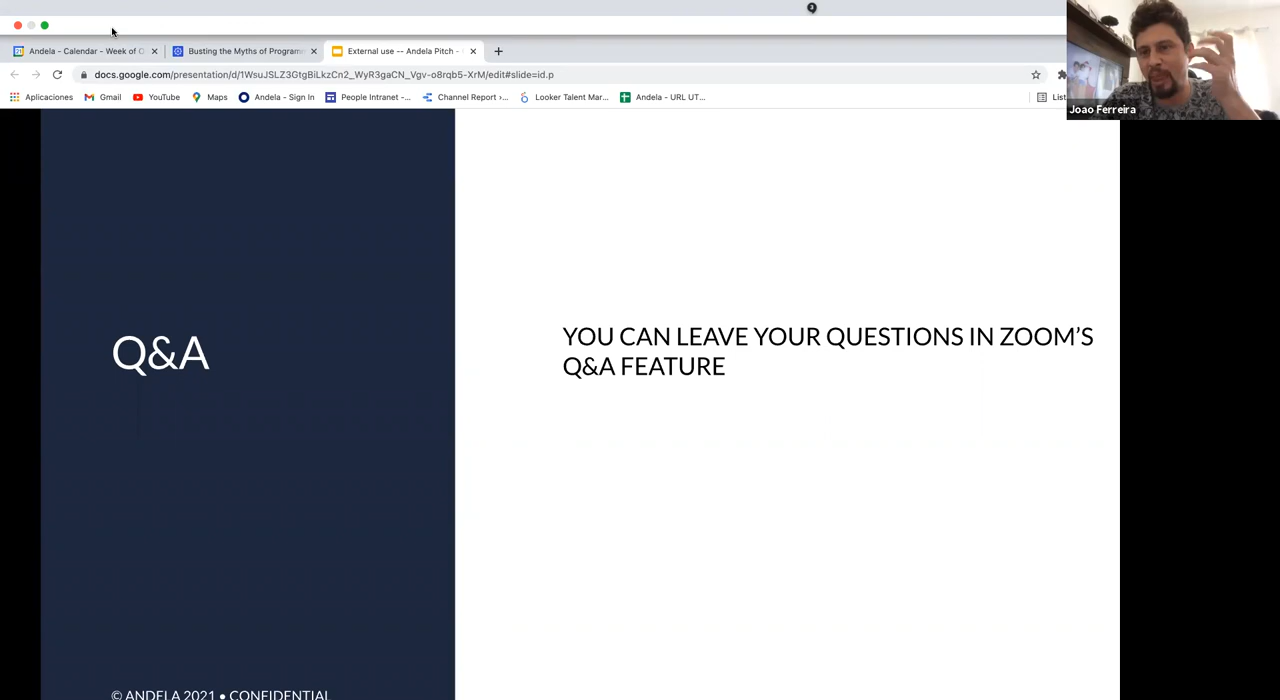 Andela - Calendar - Week of O
Busting the Myths of Program
External use -- Andela Pitch -
docs.google.com/presentation/d/1WsuJSLZ3GtgBiLkzCn2_WyR3gaCN_Vgv-o8rqb5-XrM/edit#slide=id.p
Aplicaciones
Gmail
YouTube
Maps
Andela - Sign In
People Intranet -...
Channel Report ›...
Looker Talent Mar...
Andela - URL UT...
List
Joao Ferreira
Q&A
YOU CAN LEAVE YOUR QUESTIONS IN ZOOM’S
Q&A FEATURE
© ANDELA 2021 • CONFIDENTIAL